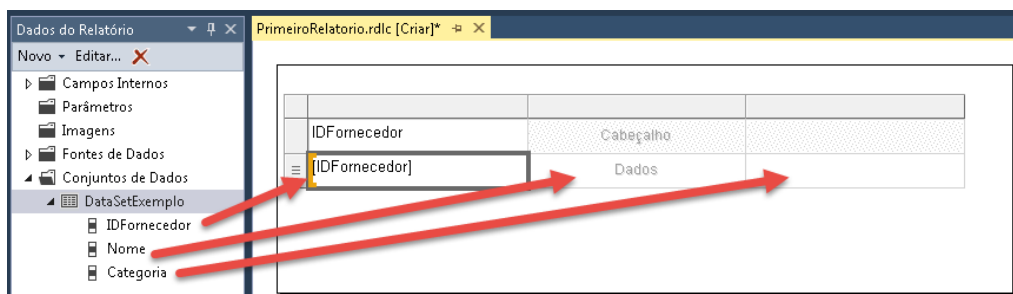 Dados do Relatório
PrimeiroRelatorio.rdlc [Criar]*
Novo Editar...
Campos Internos
Parâmetros
Imagens
Fontes de Dados
Conjuntos de Dados
DataSetExemplo
IDFornecedor
Nome
Categoria
IDFornecedor Cabeçalho
[IDFornecedor] Dados